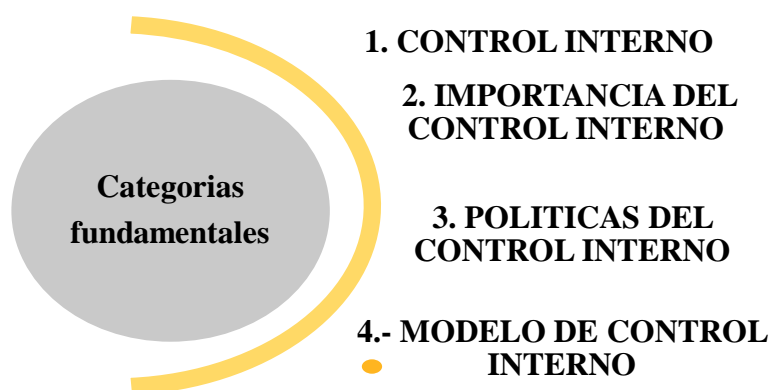 Categorias
fundamentales
1. CONTROL INTERNO
2. IMPORTANCIA DEL
CONTROL INTERNO
3. POLITICAS DEL
CONTROL INTERNO
4.- MODELO DE CONTROL
INTERNO